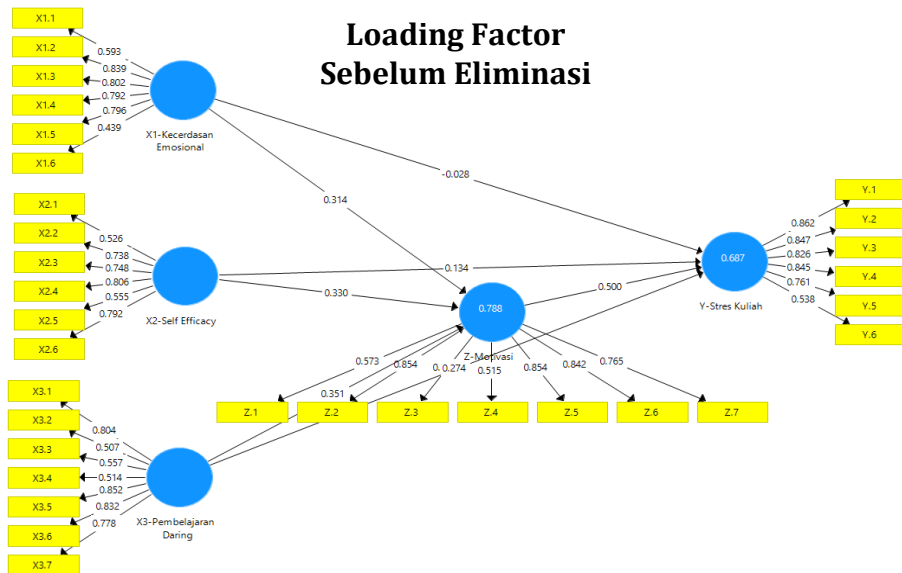 Loading Factor
Sebelum Eliminasi
X1.1
X1.2
X1.3
X1.4
X1.5
X1.6
0.593
0.839
0.802
0.792
0.796
0.439
X1-Kecerdasan
Emosional
-0.028
0.314
X2.1
X2.2
X2.3
X2.4
X2.5
X2.6
0.526
0.738
0.748
0.806
0.555
0.792
X2-Self Efficacy
0.134
0.330
0.500
Y.1
Y.2
Y.3
Y.4
Y.5
Y.6
0.862
0.847
0.826
0.845
0.761
0.538
0.687
Y-Stres Kuliah
0.788
Z-Motivasi
0.573
0.351
0.854
0.274
0.515
0.854
0.842
0.765
Z.1
Z.2
Z.3
Z.4
Z.5
Z.6
Z.7
X3.1
X3.2
X3.3
X3.4
X3.5
X3.6
X3.7
0.804
0.507
0.557
0.514
0.852
0.832
0.778
X3-Pembelajaran
Daring